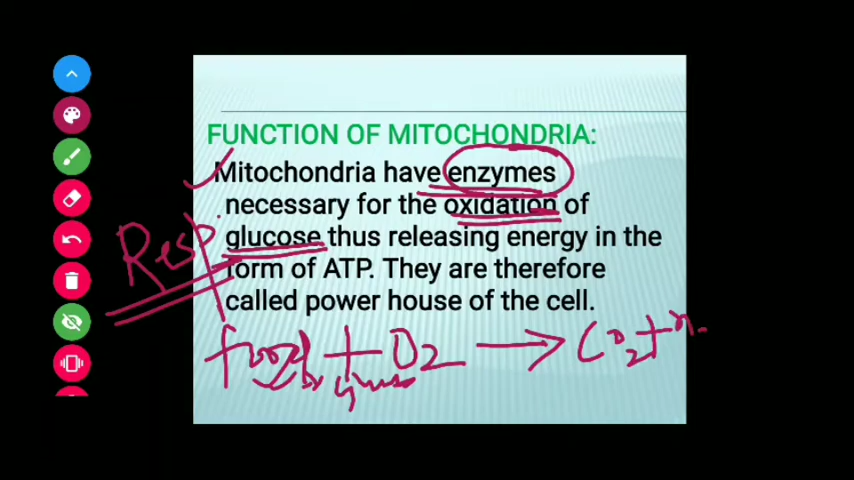 FUNCTION OF MITOCHONDRIA:
Mitochondria have enzymes
necessary for the oxidation of
glucose thus releasing energy in the
form of ATP. They are therefore
called power house of the cell.
Resp.
food + O2 → CO2 +